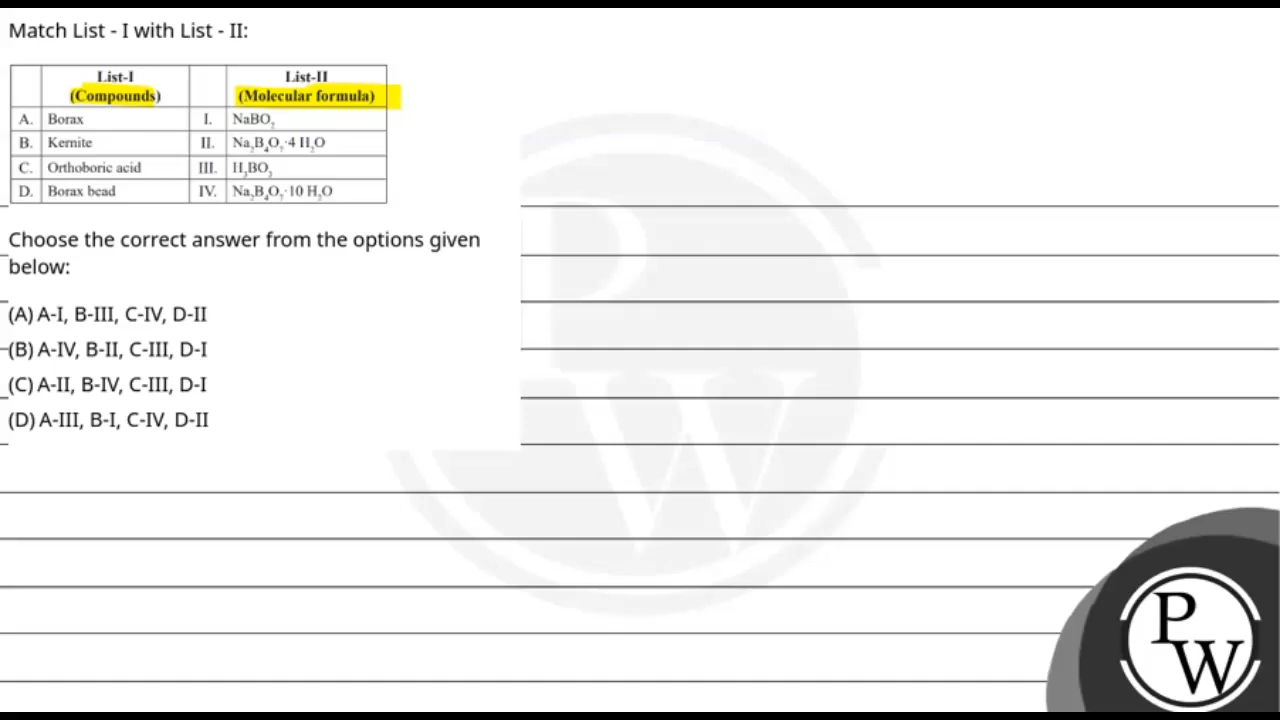 Match List - I with List - II:
List-I List-II
(Compounds) (Molecular formula)
A. Borax I. NaBO₂
B. Kernite II. Na₂B₄O₇·4 H₂O
C. Orthoboric acid III. H₃BO₃
D. Borax bead IV. Na₂B₄O₇·10 H₂O
Choose the correct answer from the options given
below:
(A) A-I, B-III, C-IV, D-II
(B) A-IV, B-II, C-III, D-I
(C) A-II, B-IV, C-III, D-I
(D) A-III, B-I, C-IV, D-II
P
W
P
W